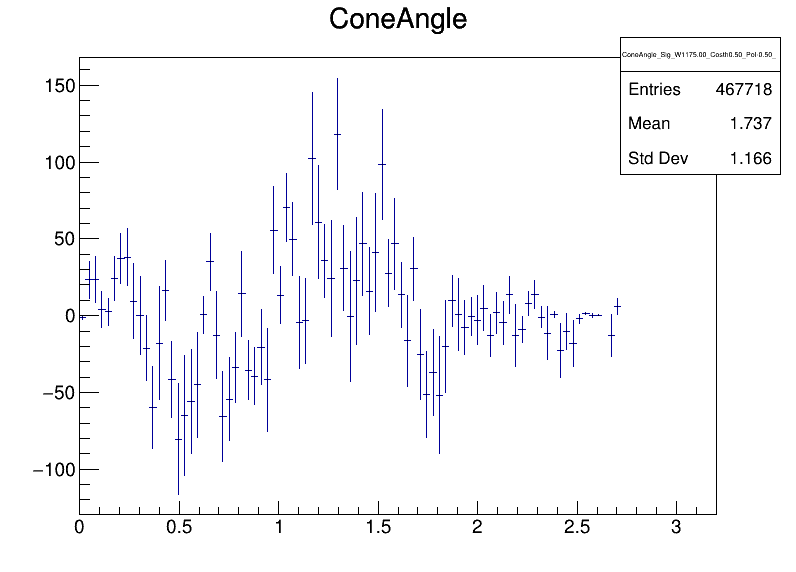 ConeAngle
ConeAngle_Sig_W1175.00_Costh0.50_Pol-0.50_
Entries 467718
Mean 1.737
Std Dev 1.166
150
100
50
0
−50
−100
0 0.5 1 1.5 2 2.5 3